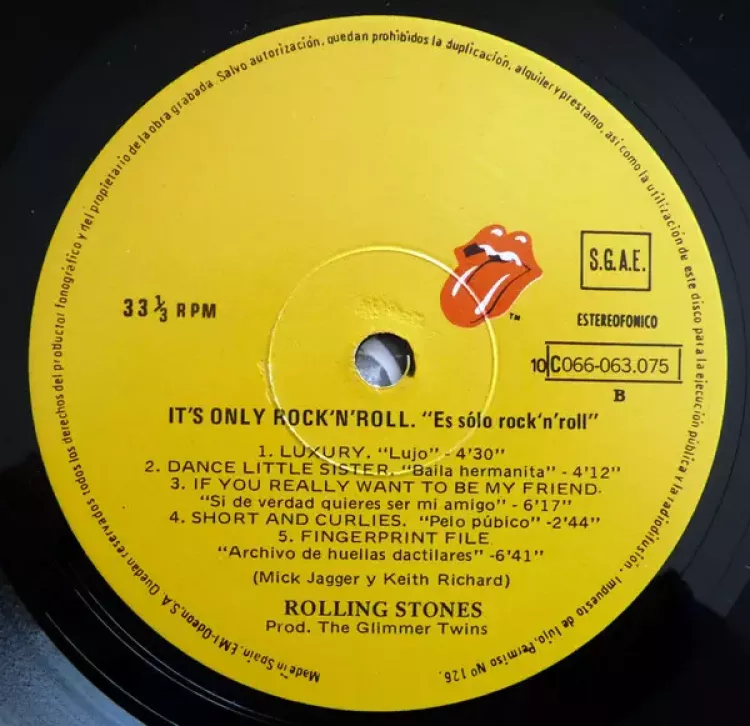 Quedan reservados todos los derechos del productor fonográfico y del propietario de la obra grabada. Salvo autorización, quedan prohibidos la duplicación, alquiler y prestamo, así como la utilización de este disco para la ejecución pública y la radiodifusión. Impuesto de lujo, Permiso Nº 126.
Made in Spain. EMI-Odeon, S.A.
33 ⅓ RPM
TM
S.G.A.E.
ESTEREOFONICO
10C066-063.075
B
IT'S ONLY ROCK'N'ROLL. "Es sólo rock'n'roll"
1. LUXURY. "Lujo" - 4'30"
2. DANCE LITTLE SISTER. "Baila hermanita" - 4'12"
3. IF YOU REALLY WANT TO BE MY FRIEND.
"Si de verdad quieres ser mi amigo" - 6'17"
4. SHORT AND CURLIES. "Pelo púbico" - 2'44"
5. FINGERPRINT FILE
"Archivo de huellas dactilares" - 6'41"
(Mick Jagger y Keith Richard)
ROLLING STONES
Prod. The Glimmer Twins